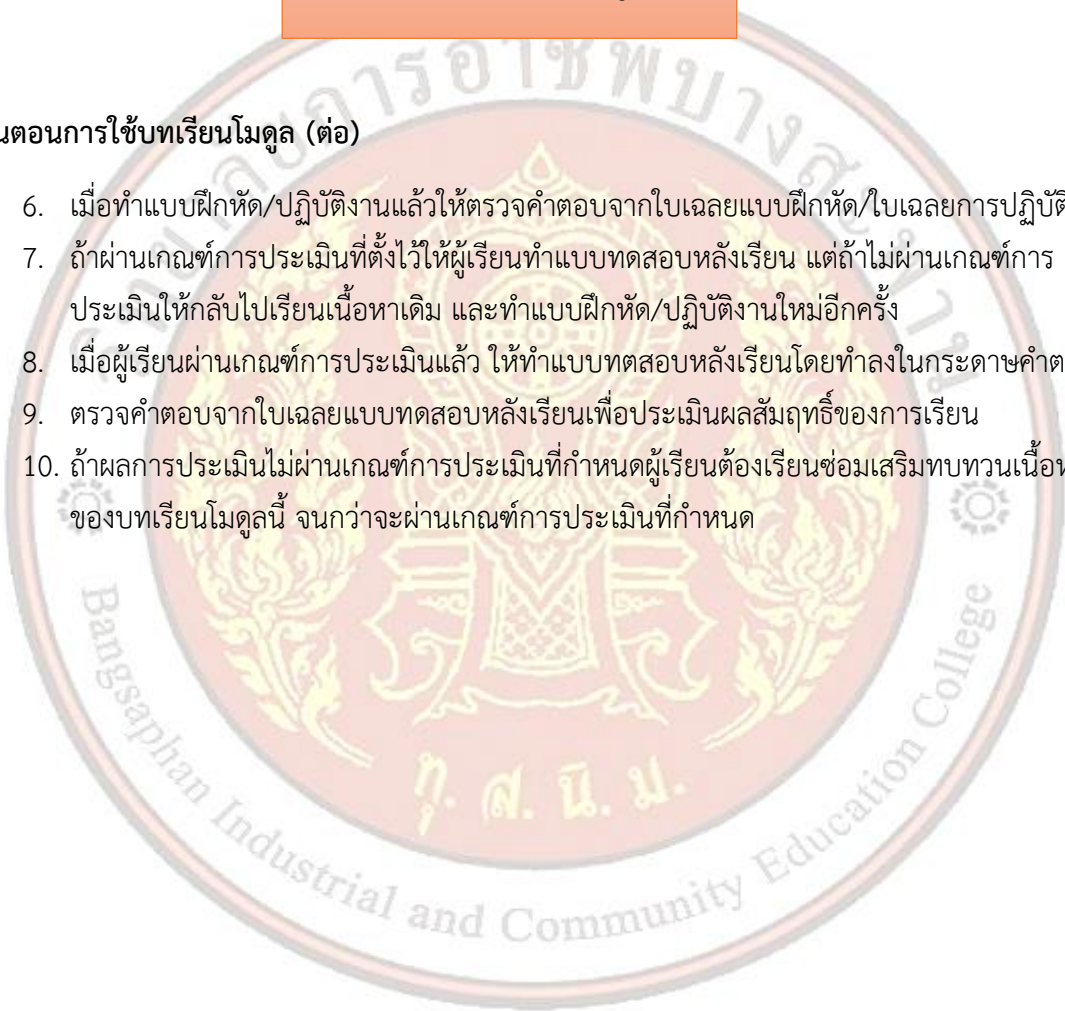 นตอนการใช้บทเรียนโมดูล (ต่อ)
6. เมื่อทำแบบฝึกหัด/ปฏิบัติงานแล้วให้ตรวจคำตอบจากใบเฉลยแบบฝึกหัด/ใบเฉลยการปฏิบัติ
7. ถ้าผ่านเกณฑ์การประเมินที่ตั้งไว้ให้ผู้เรียนทำแบบทดสอบหลังเรียน แต่ถ้าไม่ผ่านเกณฑ์การ
ประเมินให้กลับไปเรียนเนื้อหาเดิม และทำแบบฝึกหัด/ปฏิบัติงานใหม่อีกครั้ง
8. เมื่อผู้เรียนผ่านเกณฑ์การประเมินแล้ว ให้ทำแบบทตสอบหลังเรียนโดยทำลงในกระดาษคำต
9. ตรวจคำตอบจากใบเฉลยแบบทดสอบหลังเรียนเพื่อประเมินผลสัมฤทธิ์ของการเรียน
10. ถ้าผลการประเมินไม่ผ่านเกณฑ์การประเมินที่กำหนดผู้เรียนต้องเรียนซ่อมเสริมทบทวนเนื้อห
ของบทเรียนโมดูลนี้ จนกว่าจะผ่านเกณฑ์การประเมินที่กำหนด
วิทยาลัยการอาชีพบางสะพาน
ทุ. ส. นิ. ม.
Bangsaphan Industrial and Community Education College